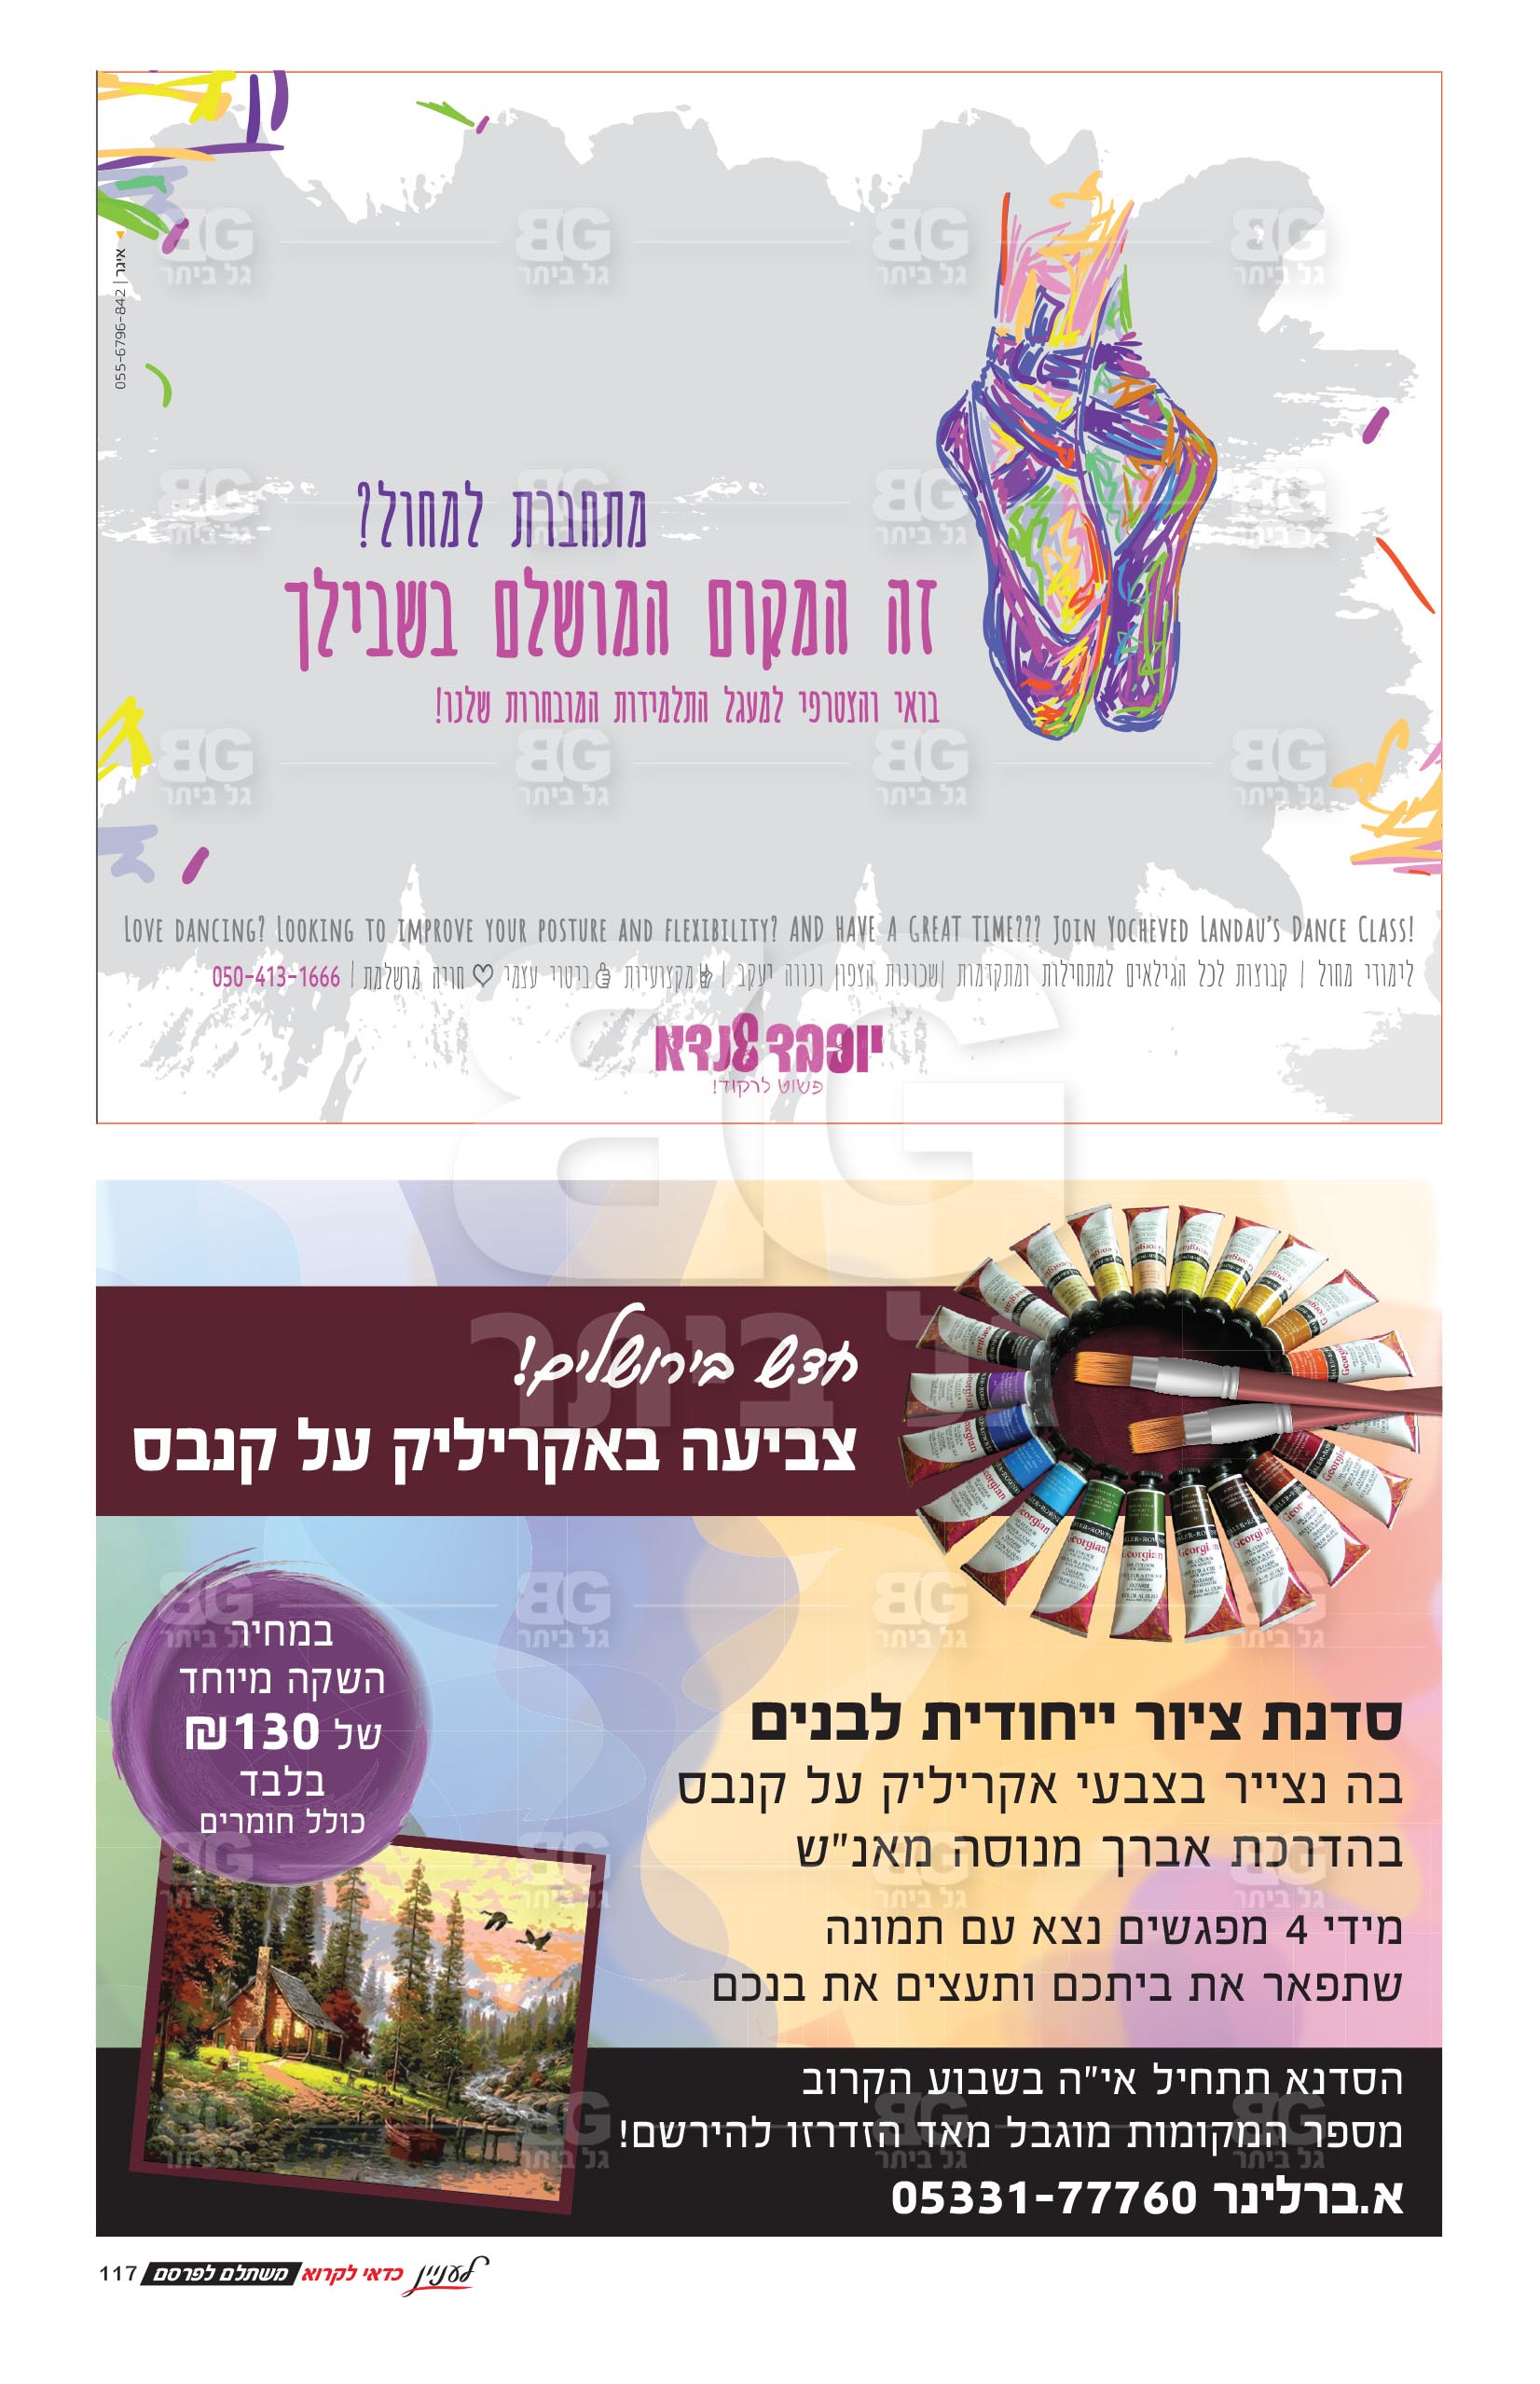 איגר | 055-6796-842
מתחברת למחול?
זה המקום המושלם בשבילך
בואי והצטרפי למעגל התלמידות המובחרות שלנו!
Love dancing? Looking to improve your posture and flexibility? AND HAVE A GREAT TIME??? Join Yocheved Landau's Dance Class!
לימודי מחול | קבוצות לכל הגילאים למתחילות ומתקדמות |שכונות הצפון ונווה יעקב | מקצועיות ביטוי עצמי חויה מושלמת | 050-413-1666
יוכבד לנדא
פשוט לרקוד!
חדש בירושלים!
צביעה באקריליק על קנבס
במחיר
השקה מיוחד
של 130₪
בלבד
כולל חומרים
סדנת ציור ייחודית לבנים
בה נצייר בצבעי אקריליק על קנבס
בהדרכת אברך מנוסה מאנ"ש
מידי 4 מפגשים נצא עם תמונה
שתפאר את ביתכם ותעצים את בנכם
הסדנא תתחיל אי"ה בשבוע הקרוב
מספר המקומות מוגבל מאד הזדרזו להירשם!
א.ברלינר 05331-77760
לעניין כדאי לקרוא משתלם לפרסם 117
BG
גל ביתר